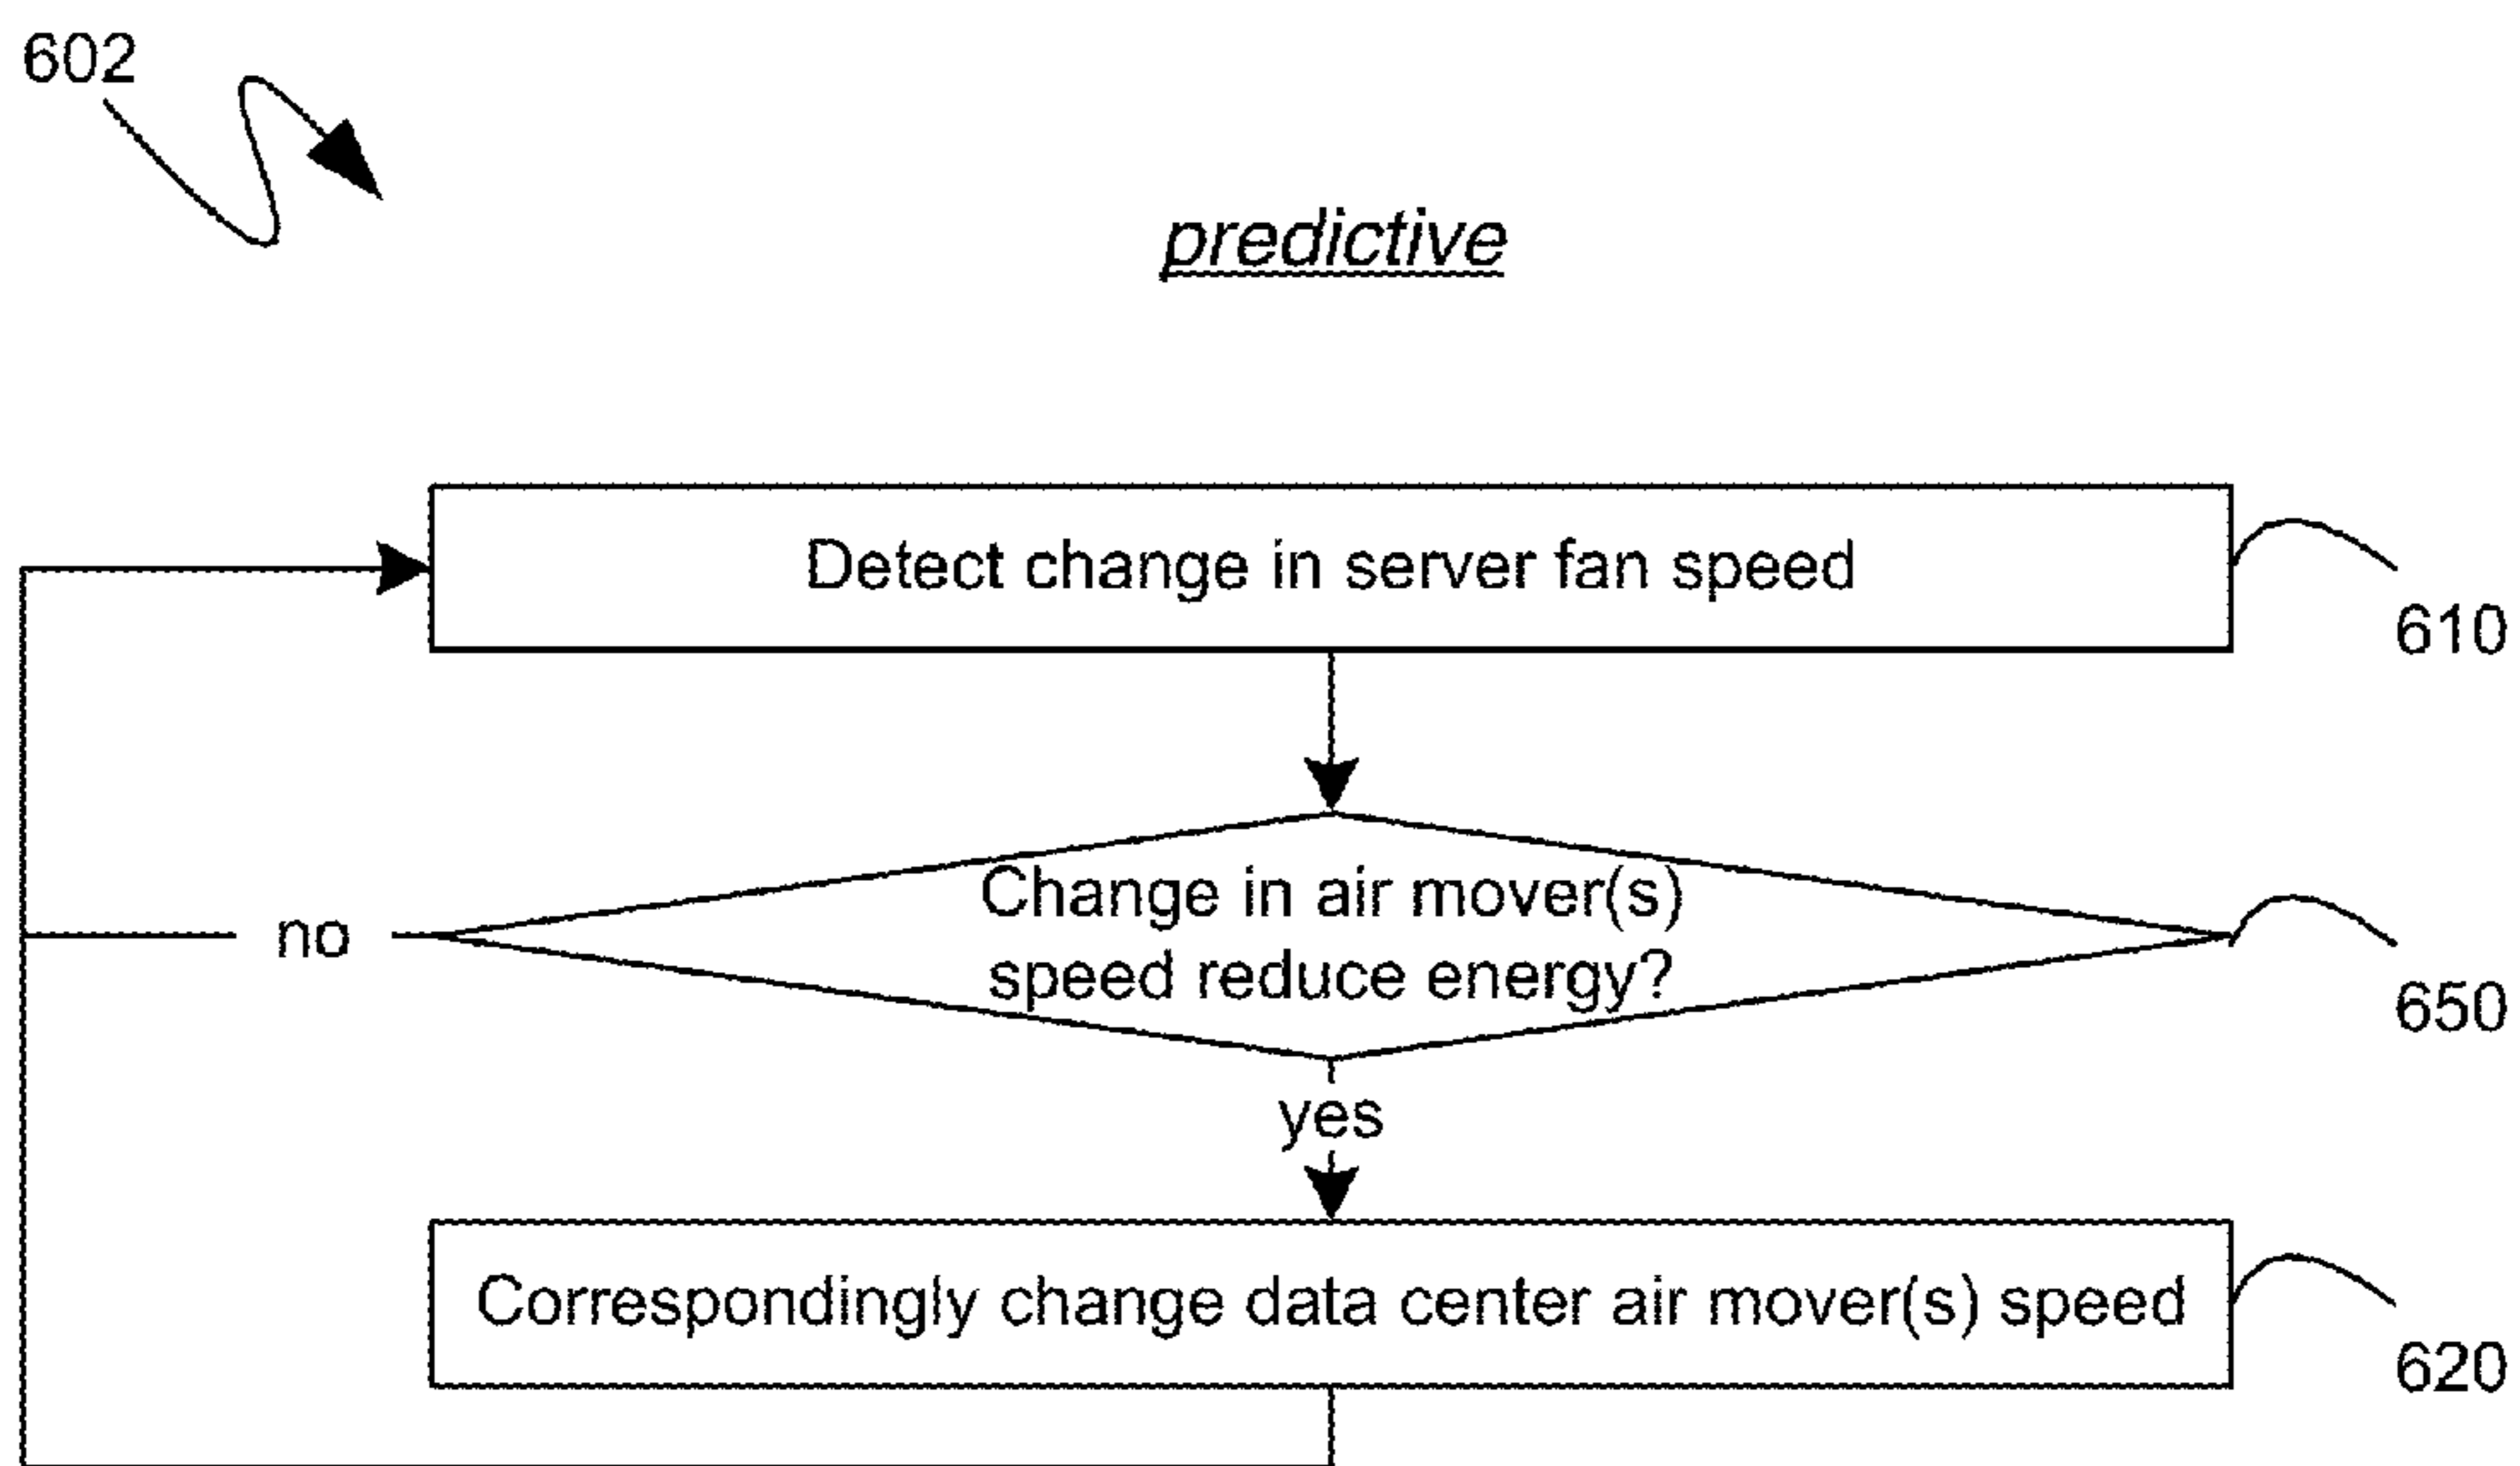 602
predictive
Detect change in server fan speed
610
Change in air mover(s)
speed reduce energy?
no
650
yes
Correspondingly change data center air mover(s) speed
620